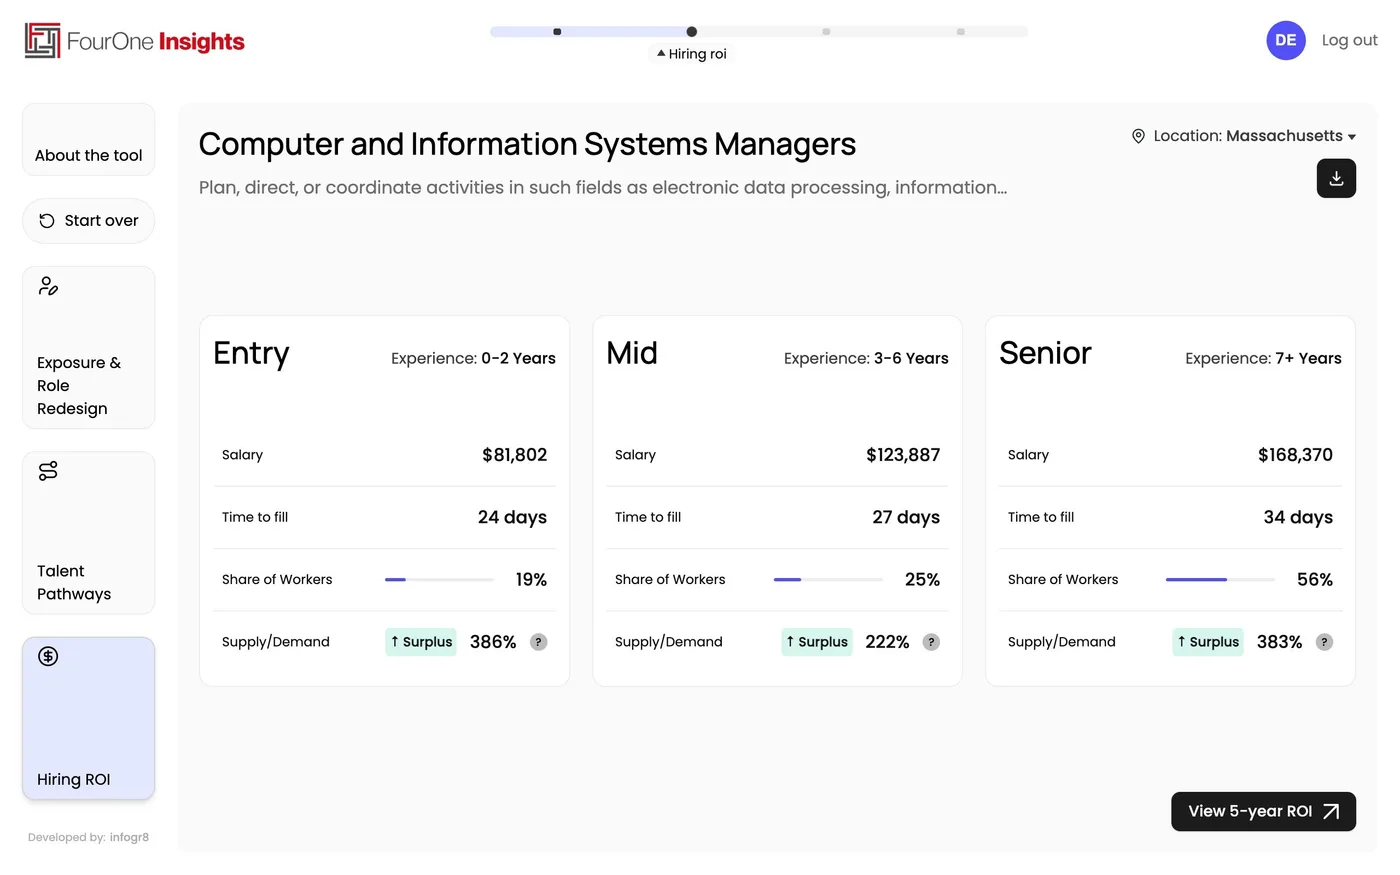 FourOne Insights
Hiring roi
DE
Log out
About the tool
Start over
Exposure &
Role
Redesign
Talent
Pathways
Hiring ROI
Developed by: infogr8
Computer and Information Systems Managers
Location: Massachusetts
Plan, direct, or coordinate activities in such fields as electronic data processing, information...
Entry
Experience: 0-2 Years
Salary
$81,802
Time to fill
24 days
Share of Workers
19%
Supply/Demand
↑ Surplus
386%
?
Mid
Experience: 3-6 Years
Salary
$123,887
Time to fill
27 days
Share of Workers
25%
Supply/Demand
↑ Surplus
222%
?
Senior
Experience: 7+ Years
Salary
$168,370
Time to fill
34 days
Share of Workers
56%
Supply/Demand
↑ Surplus
383%
?
View 5-year ROI